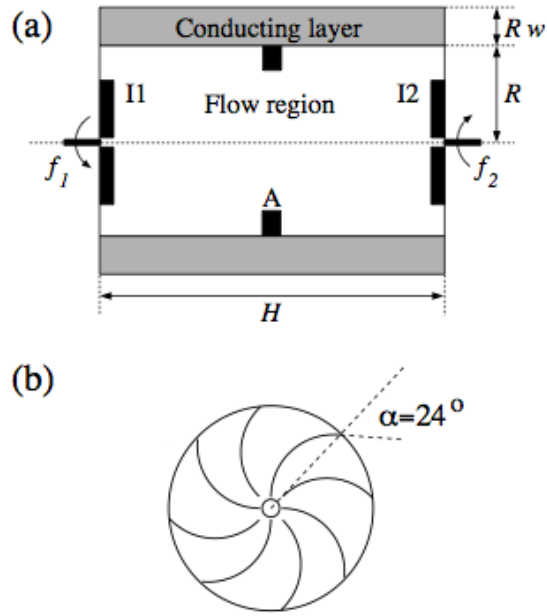 (a)
Conducting layer
R w
I1
Flow region
I2
R
f1
A
f2
H
(b)
α=24°